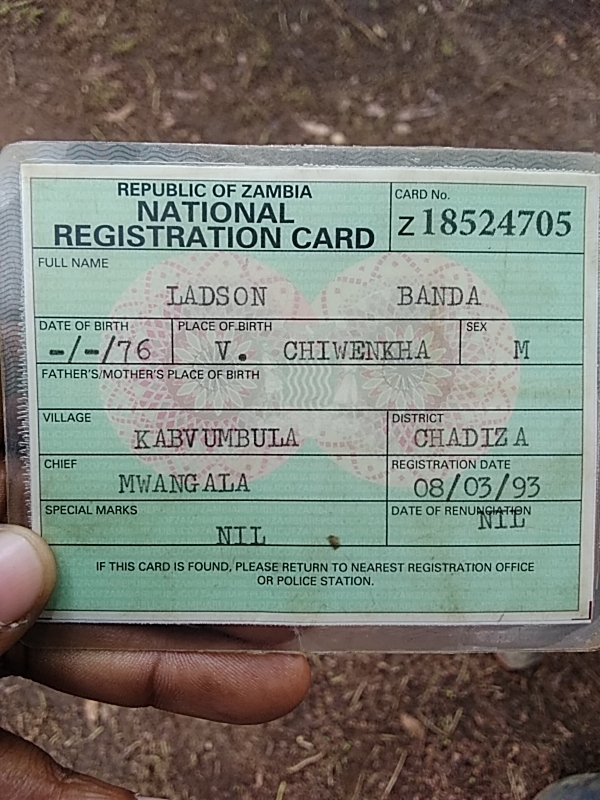 REPUBLIC OF ZAMBIA
NATIONAL
REGISTRATION CARD
CARD No.
Z18524705
FULL NAME
LADSON BANDA
DATE OF BIRTH
-/-/76
PLACE OF BIRTH
V. CHIWENKHA
SEX
M
FATHER'S/MOTHER'S PLACE OF BIRTH
VILLAGE
KABVUMBULA
DISTRICT
CHADIZA
CHIEF
MWANGALA
REGISTRATION DATE
08/03/93
SPECIAL MARKS
NIL
DATE OF RENUNCIATION
NIL
IF THIS CARD IS FOUND, PLEASE RETURN TO NEAREST REGISTRATION OFFICE
OR POLICE STATION.